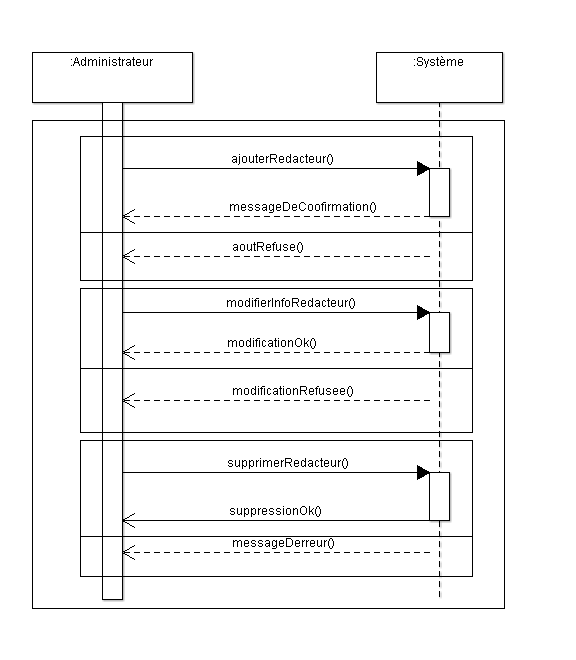 :Administrateur
:Système
ajouterRedacteur()
messageDeCoofirmation()
aoutRefuse()
modifierInfoRedacteur()
modificationOk()
modificationRefusee()
supprimerRedacteur()
suppressionOk()
messageDerreur()